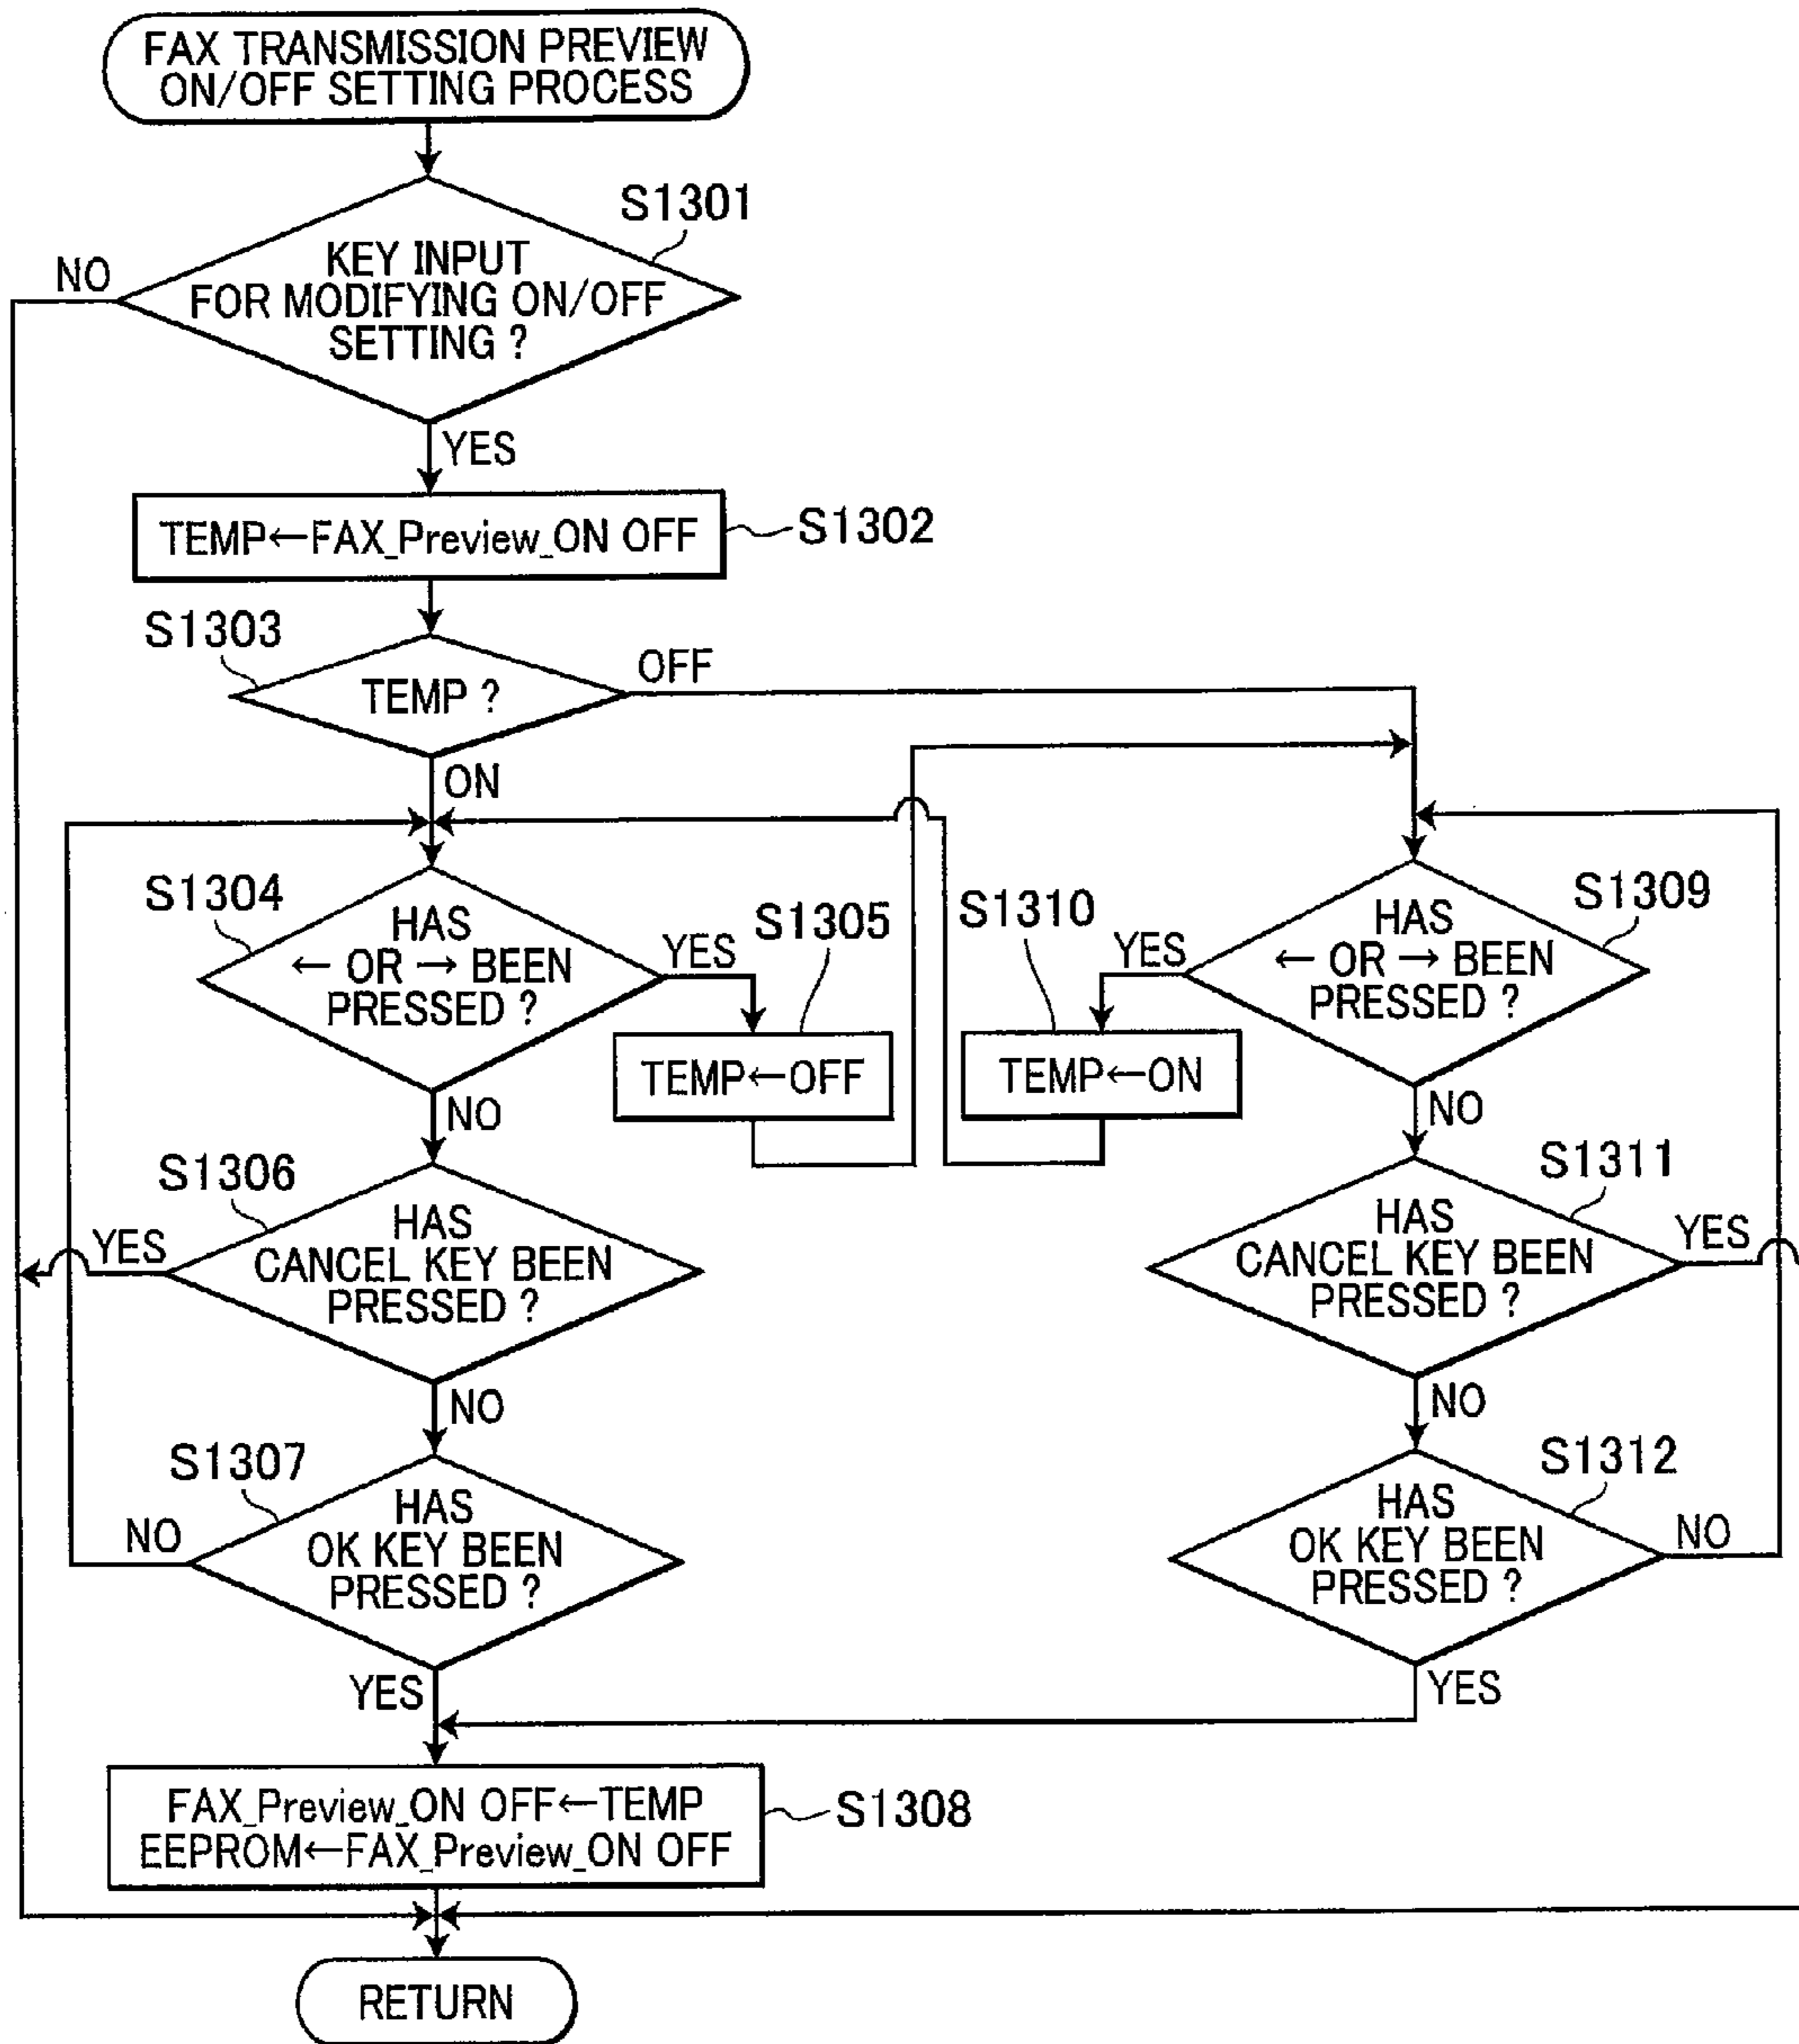 FAX TRANSMISSION PREVIEW
ON/OFF SETTING PROCESS
S1301
KEY INPUT
FOR MODIFYING ON/OFF
SETTING ?
NO
YES
TEMP←FAX_Preview_ON OFF
S1302
S1303
TEMP ?
OFF
ON
S1304
HAS
← OR → BEEN
PRESSED ?
YES
S1305
TEMP←OFF
NO
S1310
TEMP←ON
YES
S1309
HAS
← OR → BEEN
PRESSED ?
NO
S1306
YES
HAS
CANCEL KEY BEEN
PRESSED ?
NO
S1311
HAS
CANCEL KEY BEEN
PRESSED ?
YES
NO
S1307
NO
HAS
OK KEY BEEN
PRESSED ?
YES
S1312
HAS
OK KEY BEEN
PRESSED ?
NO
YES
FAX_Preview_ON OFF←TEMP
EEPROM←FAX_Preview_ON OFF
S1308
RETURN